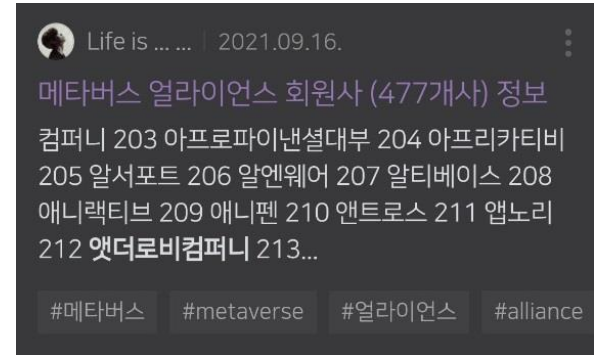 Life is ... ... 2021.09.16.
메타버스 얼라이언스 회원사 (477개사) 정보
컴퍼니 203 아프로파이낸셜대부 204 아프리카티비
205 알서포트 206 알엔웨어 207 알티베이스 208
애니랙티브 209 애니펜 210 앤트로스 211 앱노리
212 앳더로비컴퍼니 213...
#메타버스 #metaverse #얼라이언스 #alliance